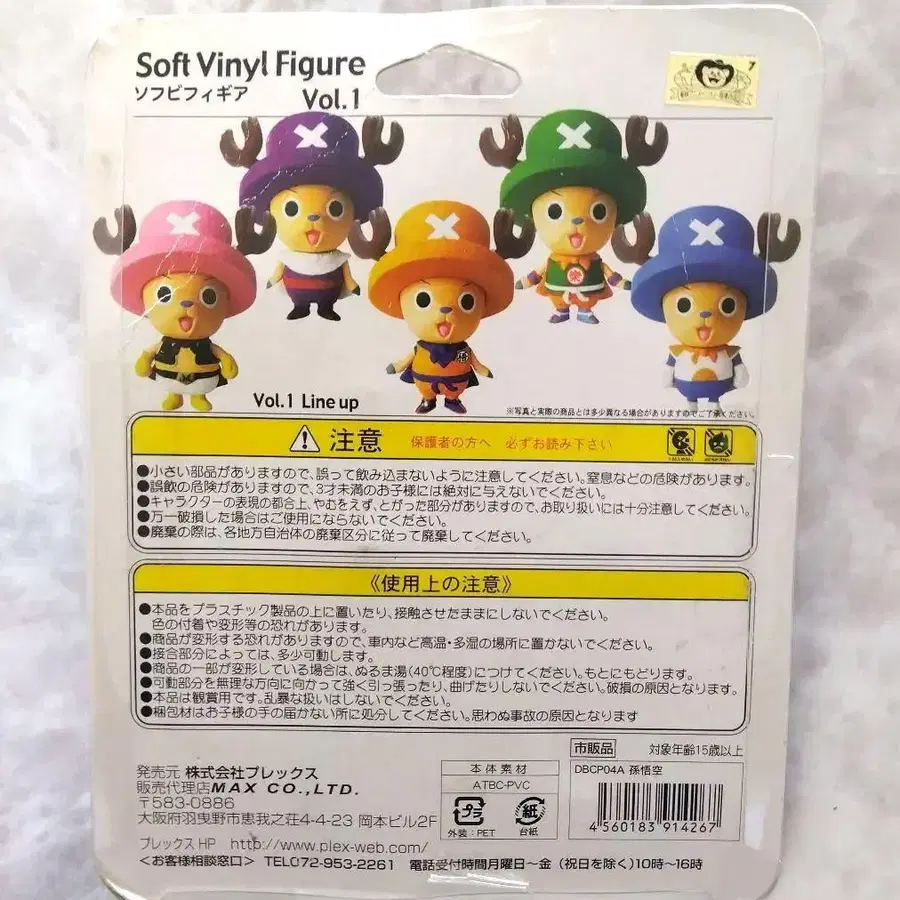 Soft Vinyl Figure
ソフビフィギア Vol.1
7
Vol.1 Line up
※写真と実際の商品とは多少異なる場合がありますのでご了承ください。
注意 保護者の方へ 必ずお読み下さい
●小さい部品がありますので、誤って飲み込まないように注意してください。窒息などの危険があります。
●誤飲の危険がありますので、3才未満のお子様には絶対に与えないでください。
●キャラクターの表現の都合上、やむをえず、とがった部分がありますので、お取り扱いには十分注意してください。
●万一破損した場合はご使用にならないでください。
●廃棄の際は、各地方自治体の廃棄区分に従って廃棄してください。
《使用上の注意》
●本品をプラスチック製品の上に置いたり、接触させたままにしないでください。
色の付着や変形等の恐れがあります。
●商品が変形する恐れがありますので、車内など高温・多湿の場所に置かないでください。
●接合部分によっては、多少可動します。
●商品の一部が変形している場合は、ぬるま湯(40℃程度)につけてください。もとにもどります。
●可動部分を無理な方向に向かって強く引っ張ったり、曲げたりしないでください。破損の原因となります。
●本品は観賞用です。乱暴な扱いはしないでください。
●梱包材はお子様の手の届かない所に処分してください。思わぬ事故の原因となります
市販品 対象年齢15歳以上
発売元 株式会社プレックス
販売代理店MAX CO.,LTD.
〒583-0886
大阪府羽曳野市恵我之荘4-4-23 岡本ビル2F
本体素材
ATBC-PVC
プラ 紙
外装:PET 台紙
DBCP04A 孫悟空
4 560183 914267
プレックスHP http://www.plex-web.com/
<お客様相談窓口> TEL072-953-2261 電話受付時間月曜日～金(祝日を除く)10時～16時